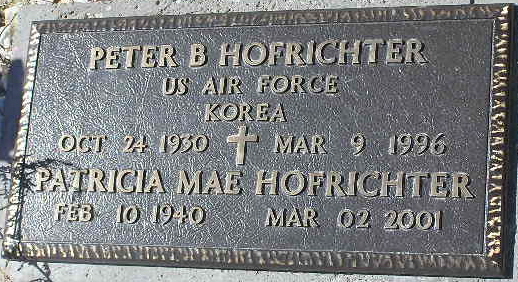 PETER B HOFRICHTER
US AIR FORCE
KOREA
OCT 24 1930 MAR 9 1996
PATRICIA MAE HOFRICHTER
FEB 10 1940 MAR 02 2001